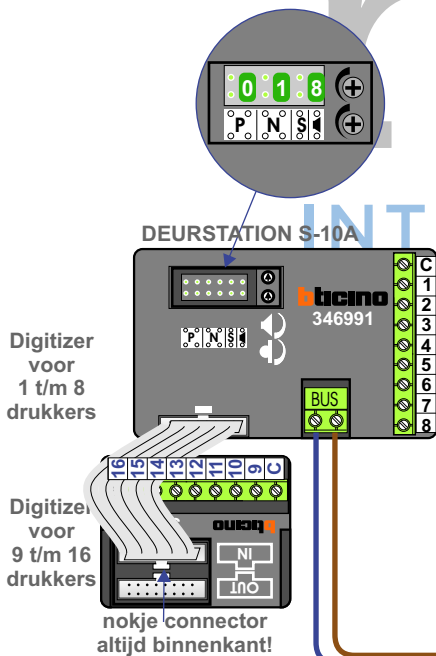 0 1 8
P N S
INT
DEURSTATION S-10A
bticino
346991
P N S
C
1
2
3
4
5
6
7
8
BUS
Digitizer
voor
1 t/m 8
drukkers
16 15 14 13 12 11 10 9 C
bticino
IN
OUT
Digitizer
voor
9 t/m 16
drukkers
nokje connector
altijd binnenkant!